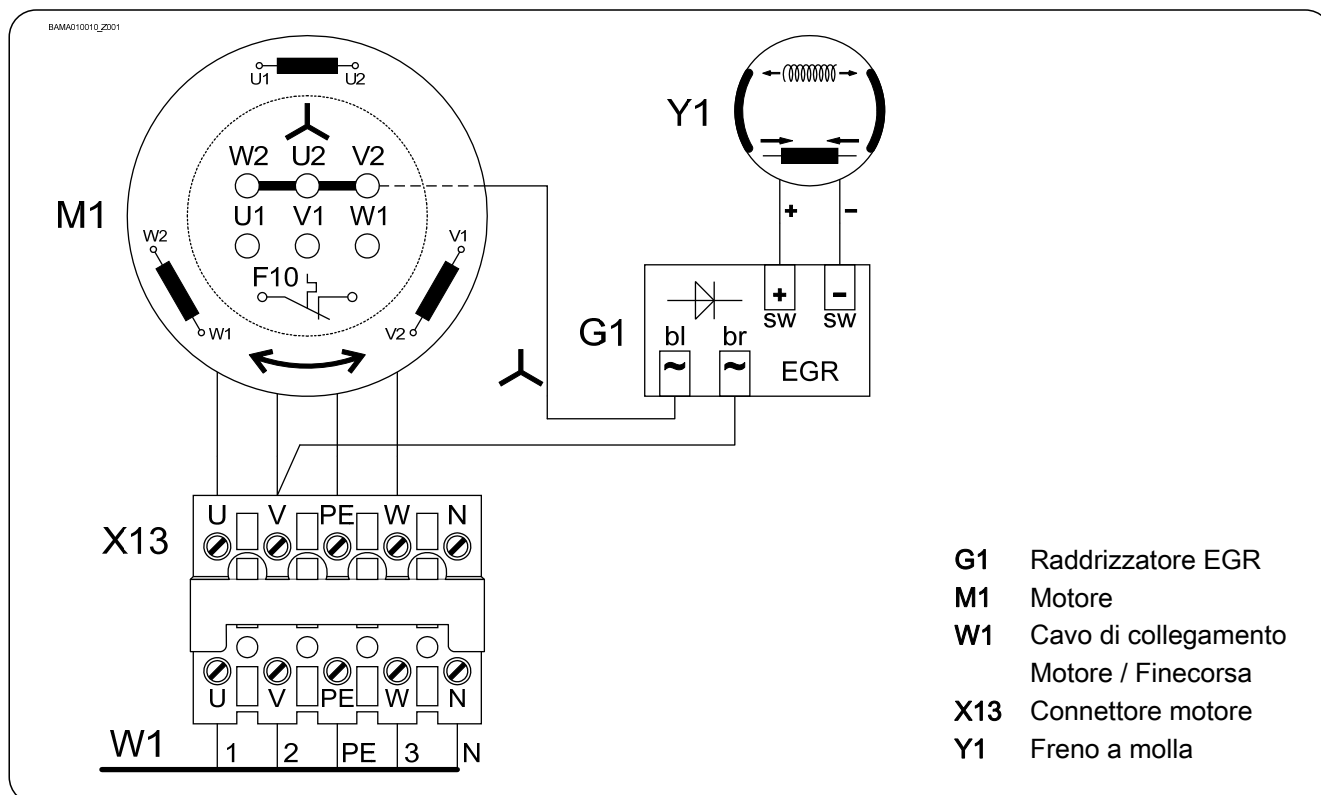 BAMA010010_Z001
U1 U2
Y1
W2 U2 V2
M1
U1 V1 W1
W2 V1
F10
W1 V2
+ -
+ -
sw sw
G1
bl br
~ ~ EGR
U V PE W N
X13
U V PE W N
W1
1 2 PE 3 N
G1 Raddrizzatore EGR
M1 Motore
W1 Cavo di collegamento
Motore / Finecorsa
X13 Connettore motore
Y1 Freno a molla